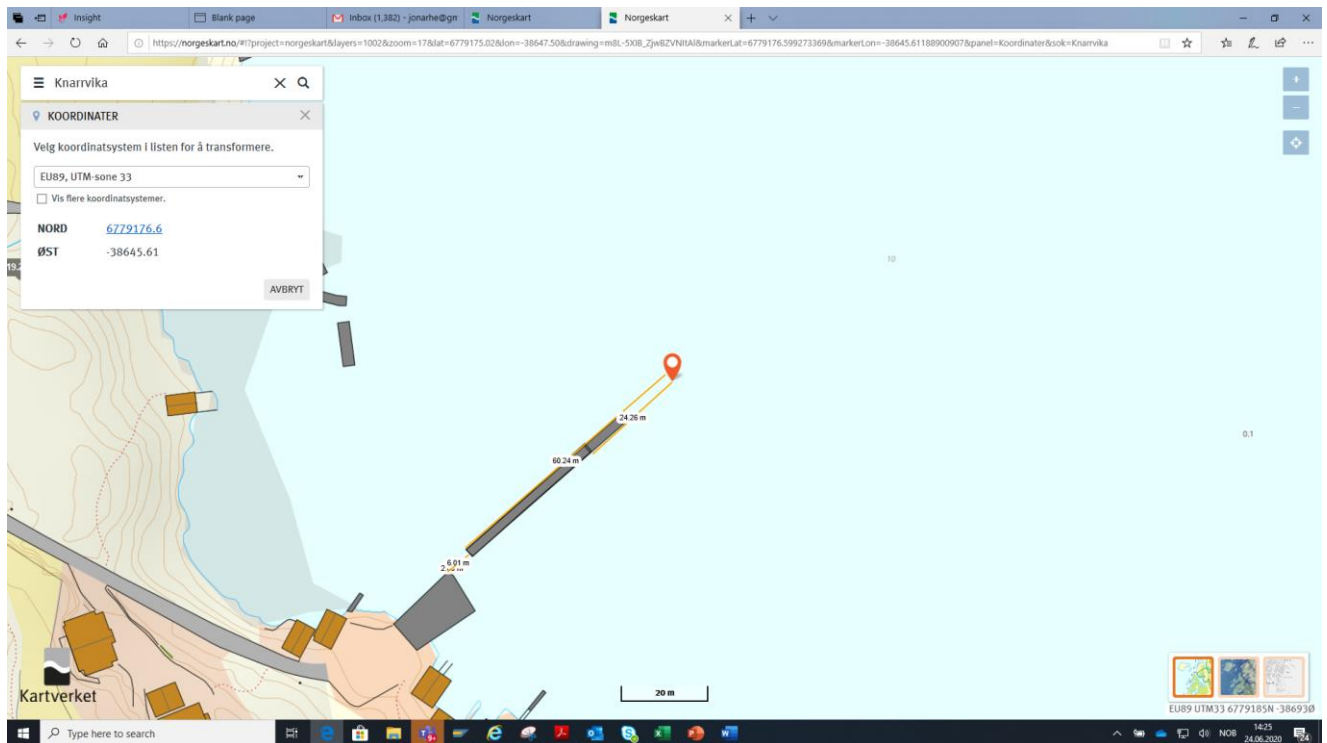 Insight
Blank page
Inbox (1,382) - jonarhe@gm
Norgeskart
Norgeskart
https://norgeskart.no/#!?project=norgeskart&layers=1002&zoom=17&lat=6779175.02&lon=-38647.50&drawing=m8L-5XIB_ZjwBZVNItAl&markerLat=6779176.599273369&markerLon=-38645.61188900907&panel=Koordinater&sok=Knarrvika
Knarrvika
KOORDINATER
Velg koordinatsystem i listen for å transformere.
EU89, UTM-sone 33
Vis flere koordinatsystemer.
NORD 6779176.6
ØST -38645.61
AVBRYT
10
24.26 m
0.1
60.24 m
6.01 m
20 m
Kartverket
EU89 UTM33 6779185N -38693Ø
Type here to search
NOB
14:25
24.06.2020